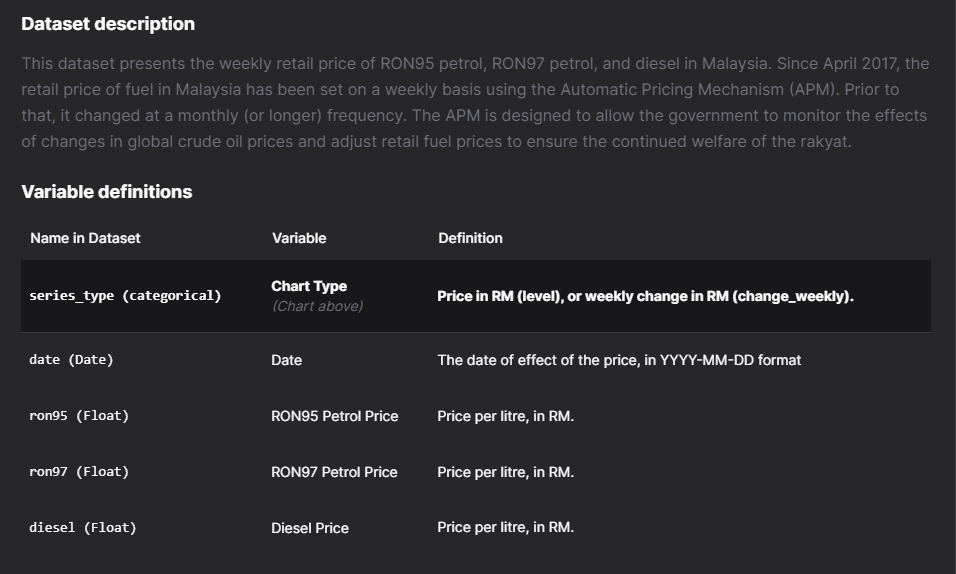 Dataset description
This dataset presents the weekly retail price of RON95 petrol, RON97 petrol, and diesel in Malaysia. Since April 2017, the
retail price of fuel in Malaysia has been set on a weekly basis using the Automatic Pricing Mechanism (APM). Prior to
that, it changed at a monthly (or longer) frequency. The APM is designed to allow the government to monitor the effects
of changes in global crude oil prices and adjust retail fuel prices to ensure the continued welfare of the rakyat.
Variable definitions
Name in Dataset Variable Definition
series_type (categorical) Chart Type (Chart above) Price in RM (level), or weekly change in RM (change_weekly).
date (Date) Date The date of effect of the price, in YYYY-MM-DD format
ron95 (Float) RON95 Petrol Price Price per litre, in RM.
ron97 (Float) RON97 Petrol Price Price per litre, in RM.
diesel (Float) Diesel Price Price per litre, in RM.